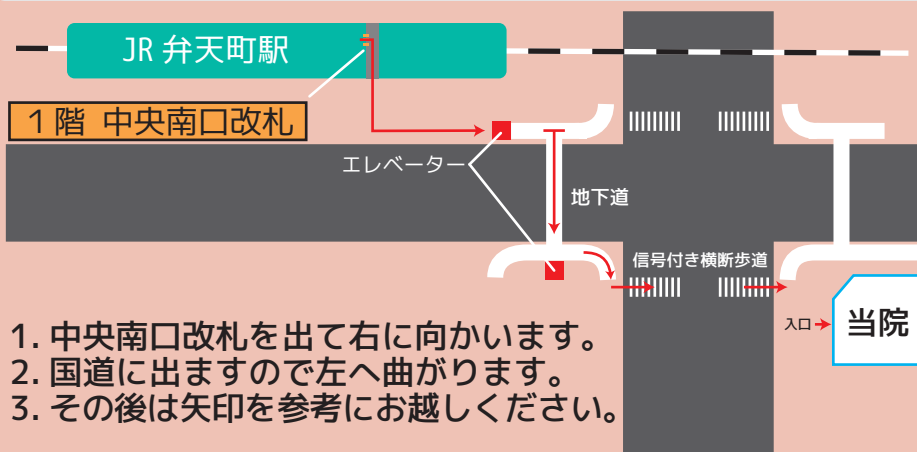 JR 弁天町駅
1階 中央南口改札
エレベーター
地下道
信号付き横断歩道
入口
当院
1. 中央南口改札を出て右に向かいます。
2. 国道に出ますので左へ曲がります。
3. その後は矢印を参考にお越しください。